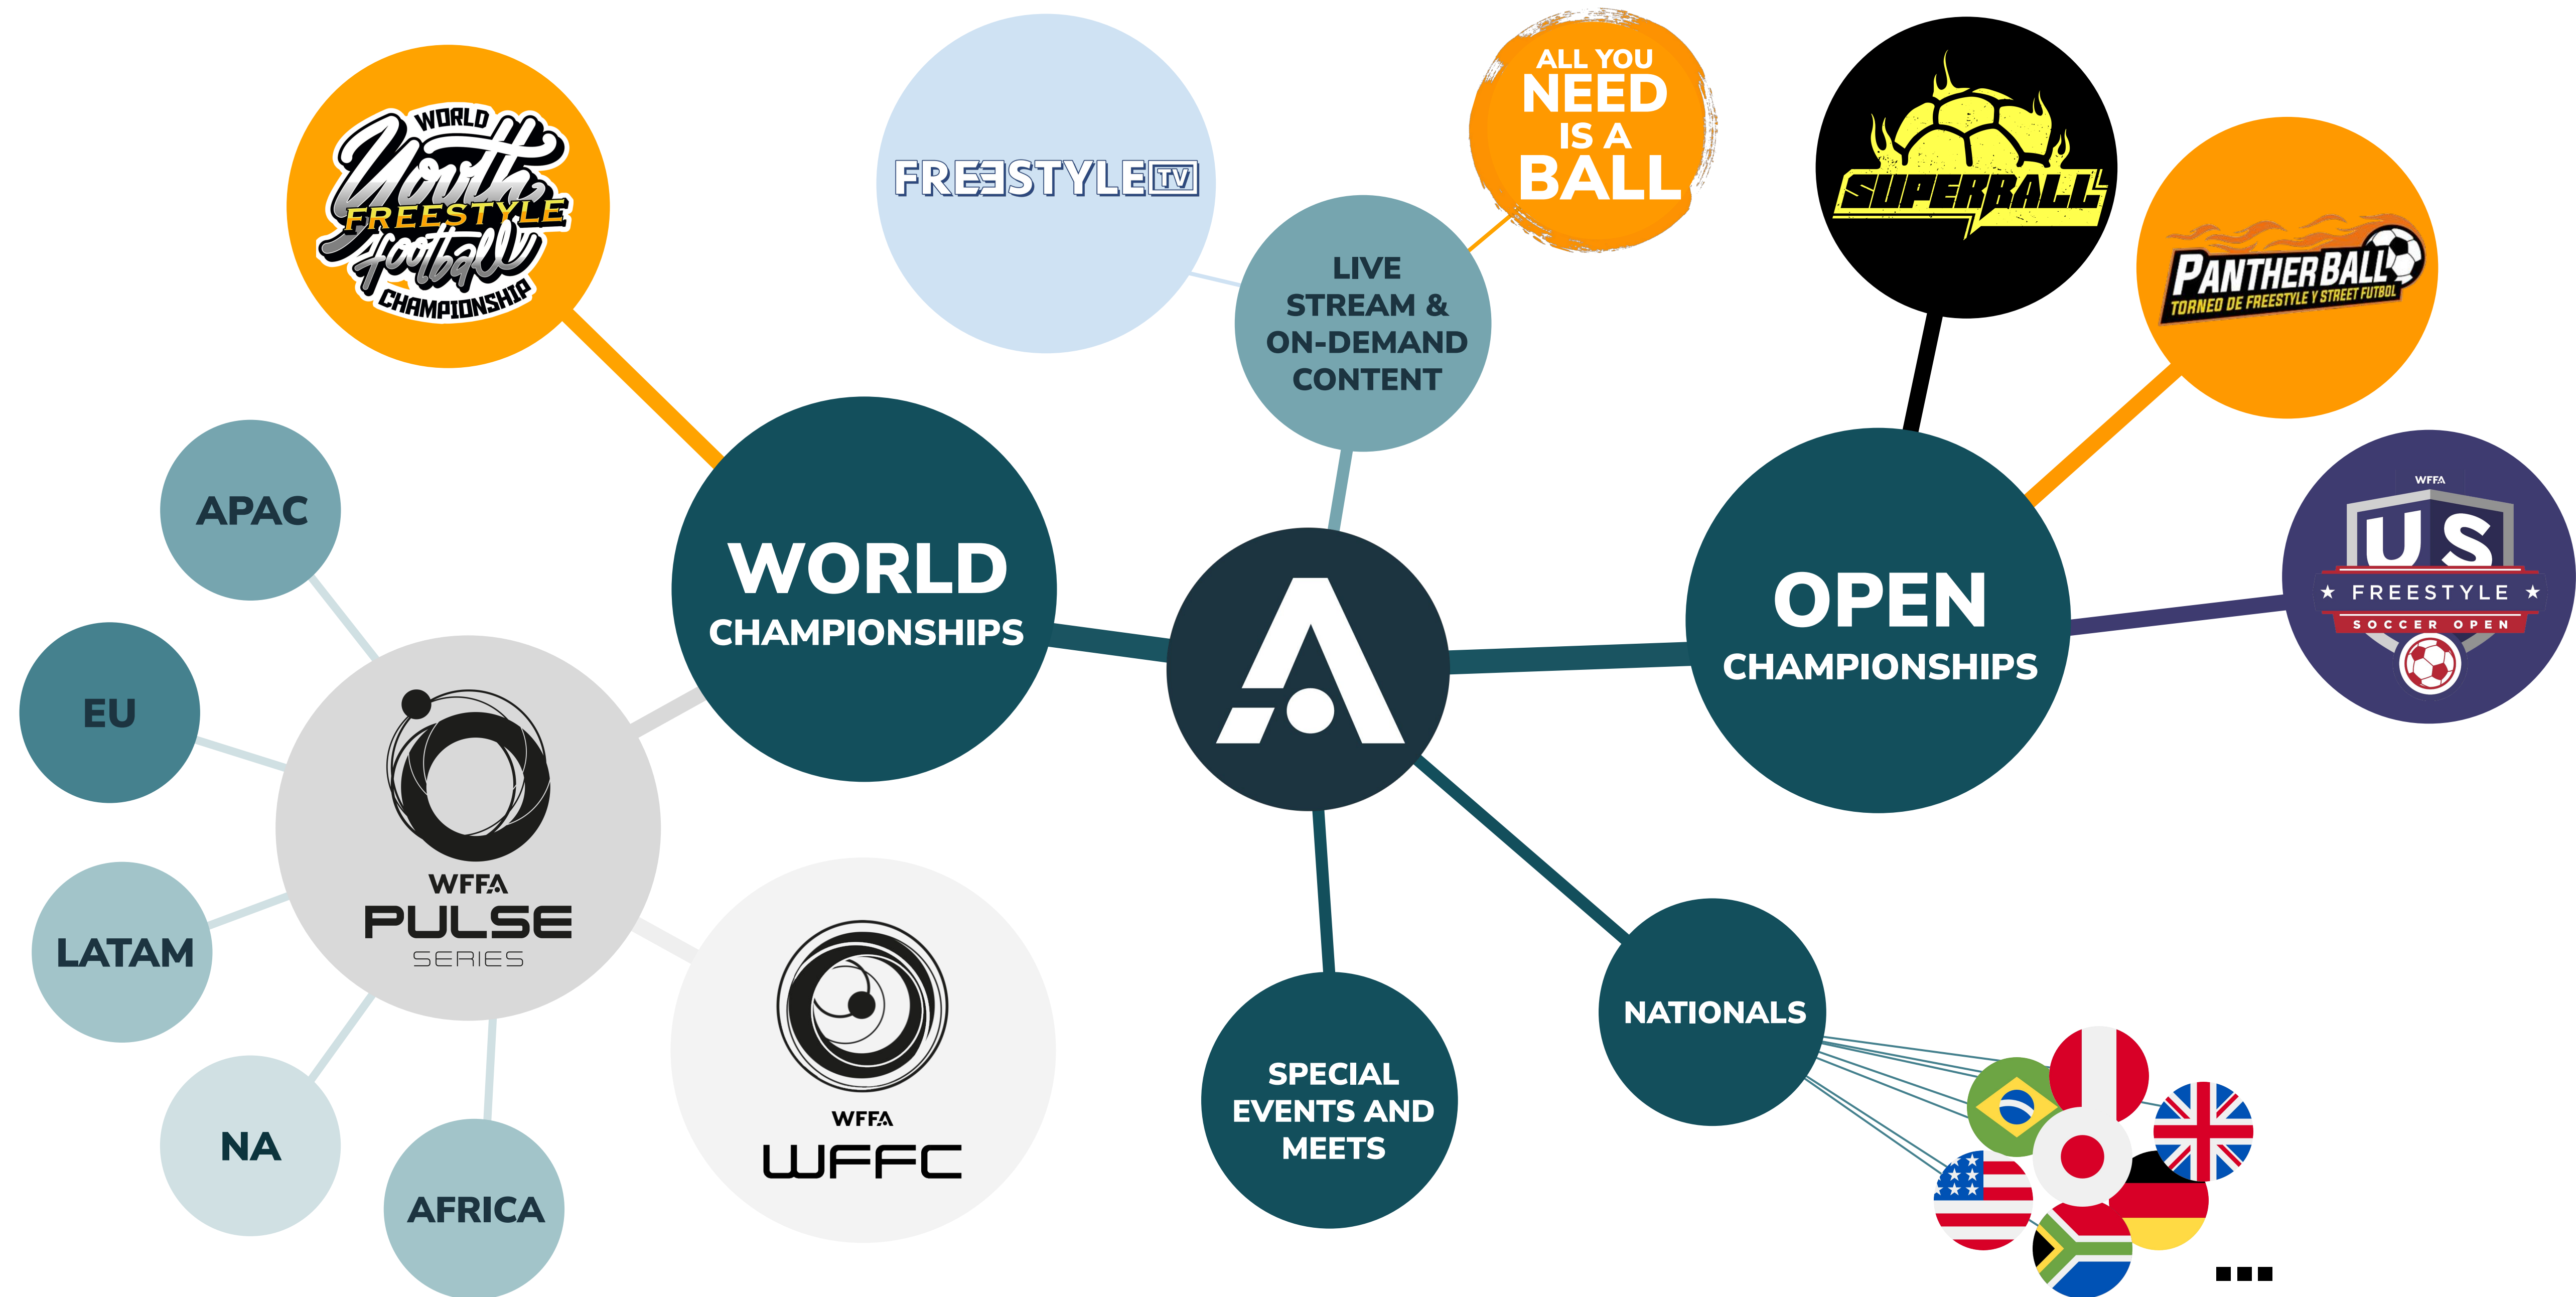 WORLD
Youth
FREESTYLE
football
CHAMPIONSHIP
FREESTYLE TV
ALL YOU
NEED
IS A
BALL
LIVE
STREAM &
ON-DEMAND
CONTENT
SUPERBALL
PANTHER BALL
TORNEO DE FREESTYLE Y STREET FUTBOL
WFFA
US
FREESTYLE
SOCCER OPEN
WORLD
CHAMPIONSHIPS
OPEN
CHAMPIONSHIPS
APAC
EU
LATAM
NA
AFRICA
WFFA
PULSE
SERIES
WFFA
WFFC
A
SPECIAL
EVENTS AND
MEETS
NATIONALS
...